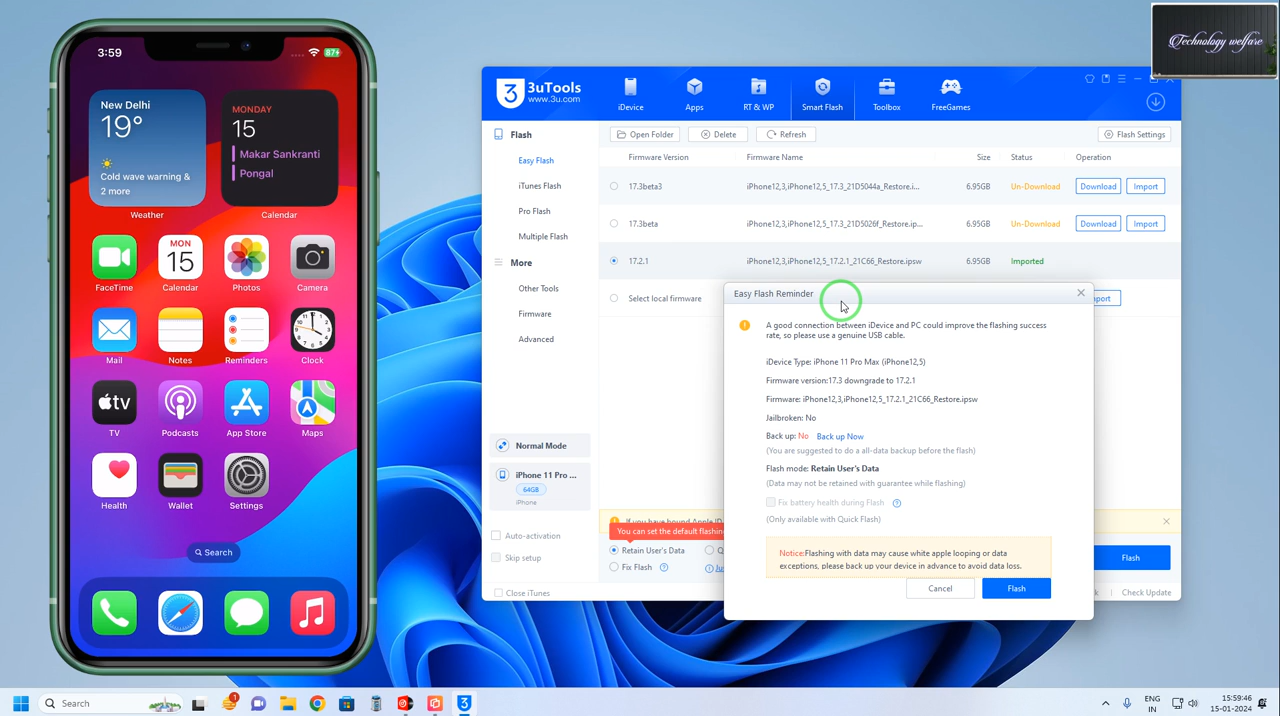 3:59
87+
New Delhi
19°
Cold wave warning &
2 more
Weather
MONDAY
15
Makar Sankranti
Pongal
Calendar
MON
15
FaceTime
Calendar
Photos
Camera
Mail
Notes
Reminders
Clock
tv
TV
Podcasts
App Store
Maps
Health
Wallet
Settings
Search
Technology welfare
3
3uTools
www.3u.com
iDevice
Apps
RT & WP
Smart Flash
Toolbox
FreeGames
Flash
Easy Flash
iTunes Flash
Pro Flash
Multiple Flash
More
Other Tools
Firmware
Advanced
Normal Mode
iPhone 11 Pro ...
64GB
iPhone
Auto-activation
Skip setup
Close iTunes
Open Folder
Delete
Refresh
Flash Settings
Firmware Version
Firmware Name
Size
Status
Operation
17.3beta3
iPhone12,3,iPhone12,5_17.3_21D5044a_Restore.i...
6.95GB
Un-Download
Download
Import
17.3beta
iPhone12,3,iPhone12,5_17.3_21D5026f_Restore.ip...
6.95GB
Un-Download
Download
Import
17.2.1
iPhone12,3,iPhone12,5_17.2.1_21C66_Restore.ipsw
6.95GB
Imported
Select local firmware
port
If you have bound Apple ID
You can set the default flashin
Retain User's Data
Q
Fix Flash
Ju
Flash
k
Check Update
Easy Flash Reminder
A good connection between iDevice and PC could improve the flashing success
rate, so please use a genuine USB cable.
iDevice Type: iPhone 11 Pro Max (iPhone12,5)
Firmware version:17.3 downgrade to 17.2.1
Firmware: iPhone12,3,iPhone12,5_17.2.1_21C66_Restore.ipsw
Jailbroken: No
Back up: No Back up Now
(You are suggested to do a all-data backup before the flash)
Flash mode: Retain User's Data
(Data may not be retained with guarantee while flashing)
Fix battery health during Flash
(Only available with Quick Flash)
Notice:Flashing with data may cause white apple looping or data
exceptions, please back up your device in advance to avoid data loss.
Cancel
Flash
Search
1
3
ENG
IN
15:59:46
15-01-2024